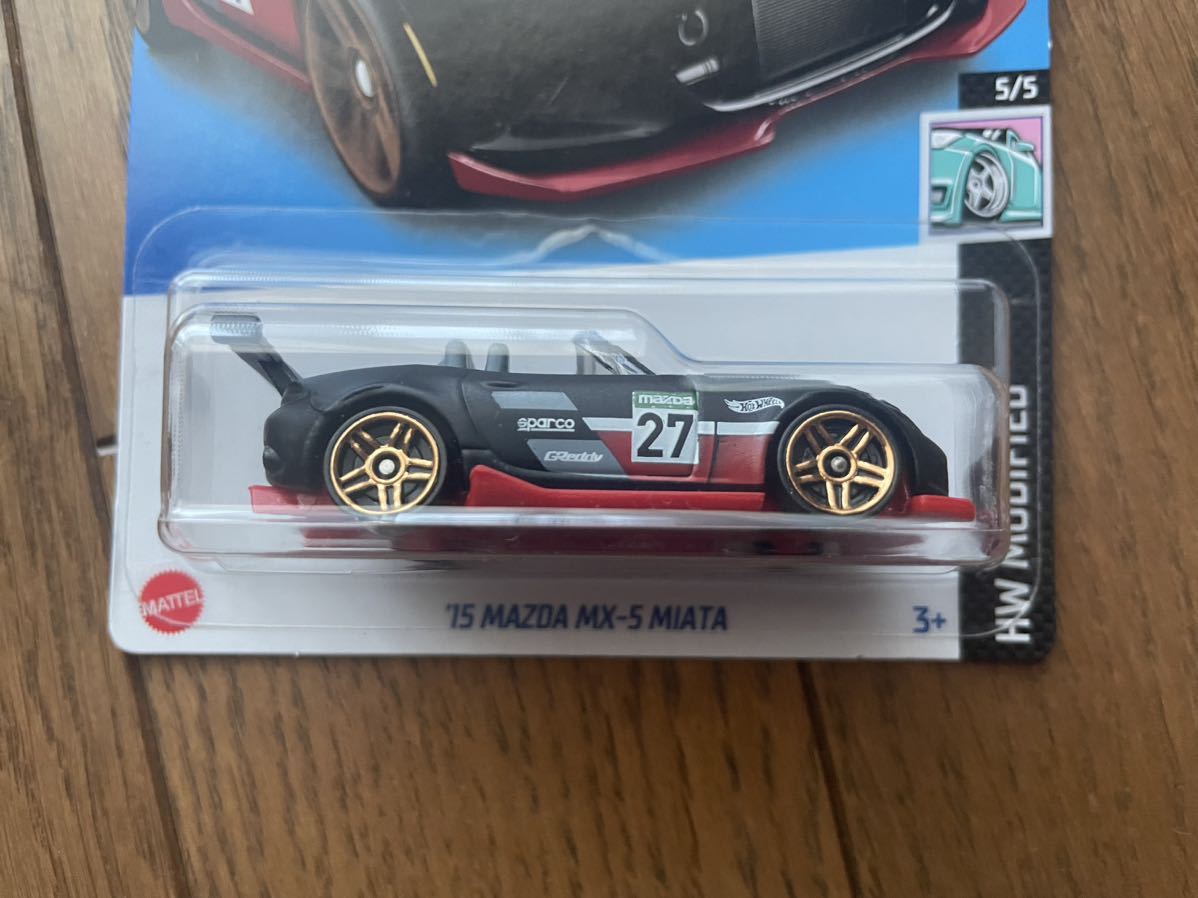 5/5
HW MODIFIED
mazda
27
HOT WHEELS
sparco
GReddy
MATTEL
'15 MAZDA MX-5 MIATA
3+